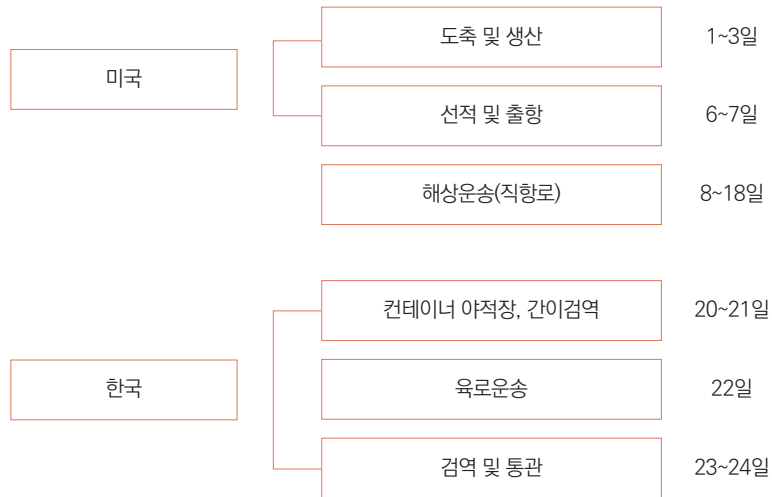 도축 및 생산 1~3일
미국
선적 및 출항 6~7일
해상운송(직항로) 8~18일
컨테이너 야적장, 간이검역 20~21일
한국 육로운송 22일
검역 및 통관 23~24일